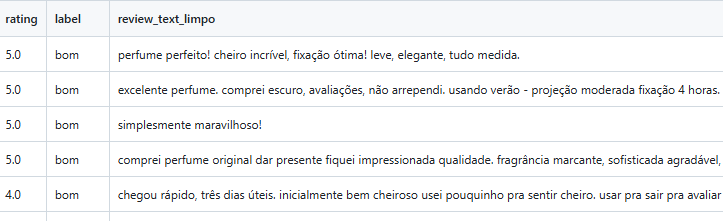 rating label review_text_limpo
5.0 bom perfume perfeito! cheiro incrível, fixação ótima! leve, elegante, tudo medida.
5.0 bom excelente perfume. comprei escuro, avaliações, não arrependi. usando verão - projeção moderada fixação 4 horas.
5.0 bom simplesmente maravilhoso!
5.0 bom comprei perfume original dar presente fiquei impressionada qualidade. fragrância marcante, sofisticada agradável,
4.0 bom chegou rápido, três dias úteis. inicialmente bem cheiroso usei pouquinho pra sentir cheiro. usar pra sair pra avaliar